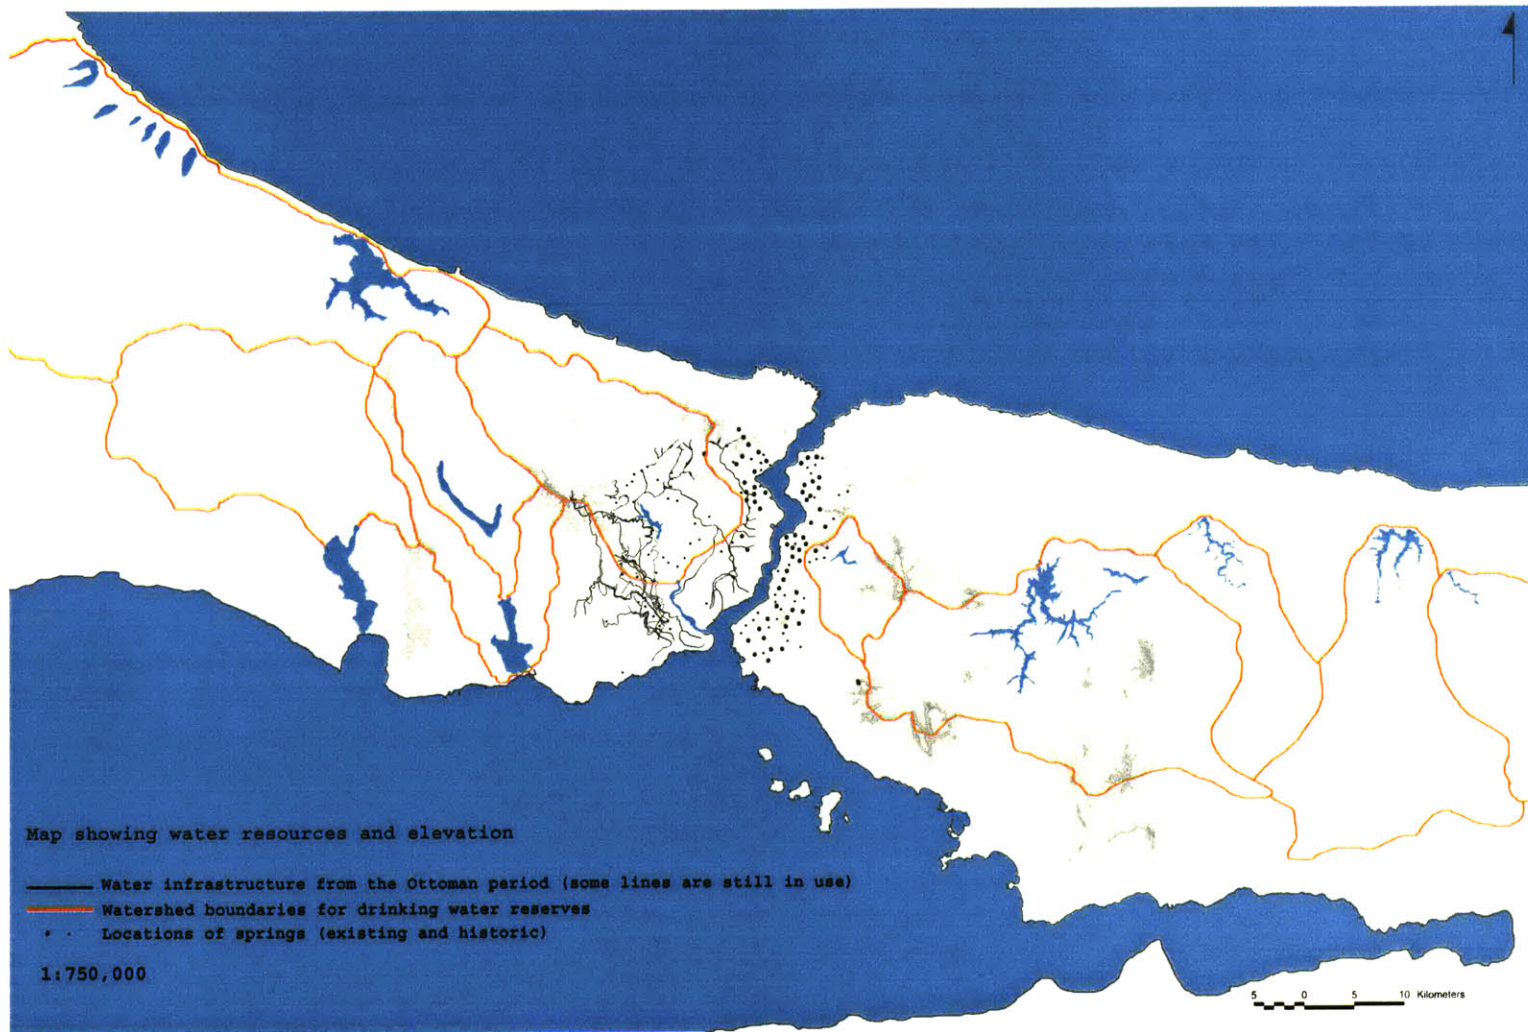 Map showing water resources and elevation
Water infrastructure from the Ottoman period (some lines are still in use)
Watershed boundaries for drinking water reserves
Locations of springs (existing and historic)
1:750,000
5 0 5 10 Kilometers